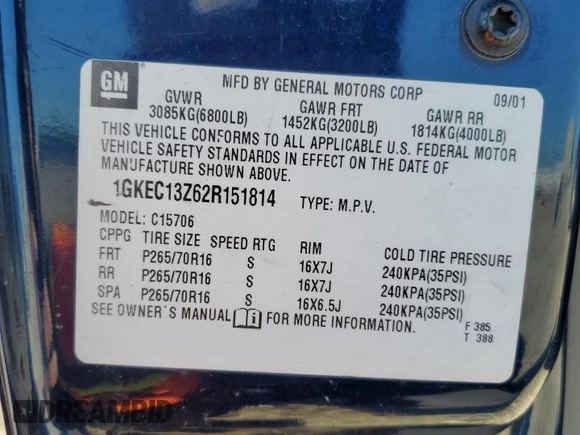 GM
MFD BY GENERAL MOTORS CORP 09/01
GVWR GAWR FRT GAWR RR
3085KG(6800LB) 1452KG(3200LB) 1814KG(4000LB)
THIS VEHICLE CONFORMS TO ALL APPLICABLE U.S. FEDERAL MOTOR
VEHICLE SAFETY STANDARDS IN EFFECT ON THE DATE OF
MANUFACTURE SHOWN ABOVE.
1GKEC13Z62R151814 TYPE: M.P.V.
MODEL: C15706
CPPG TIRE SIZE SPEED RTG RIM COLD TIRE PRESSURE
FRT P265/70R16 S 16X7J 240KPA(35PSI)
RR P265/70R16 S 16X7J 240KPA(35PSI)
SPA P265/70R16 S 16X6.5J 240KPA(35PSI)
SEE OWNER'S MANUAL FOR MORE INFORMATION. F 385
T 388
DREAMBID